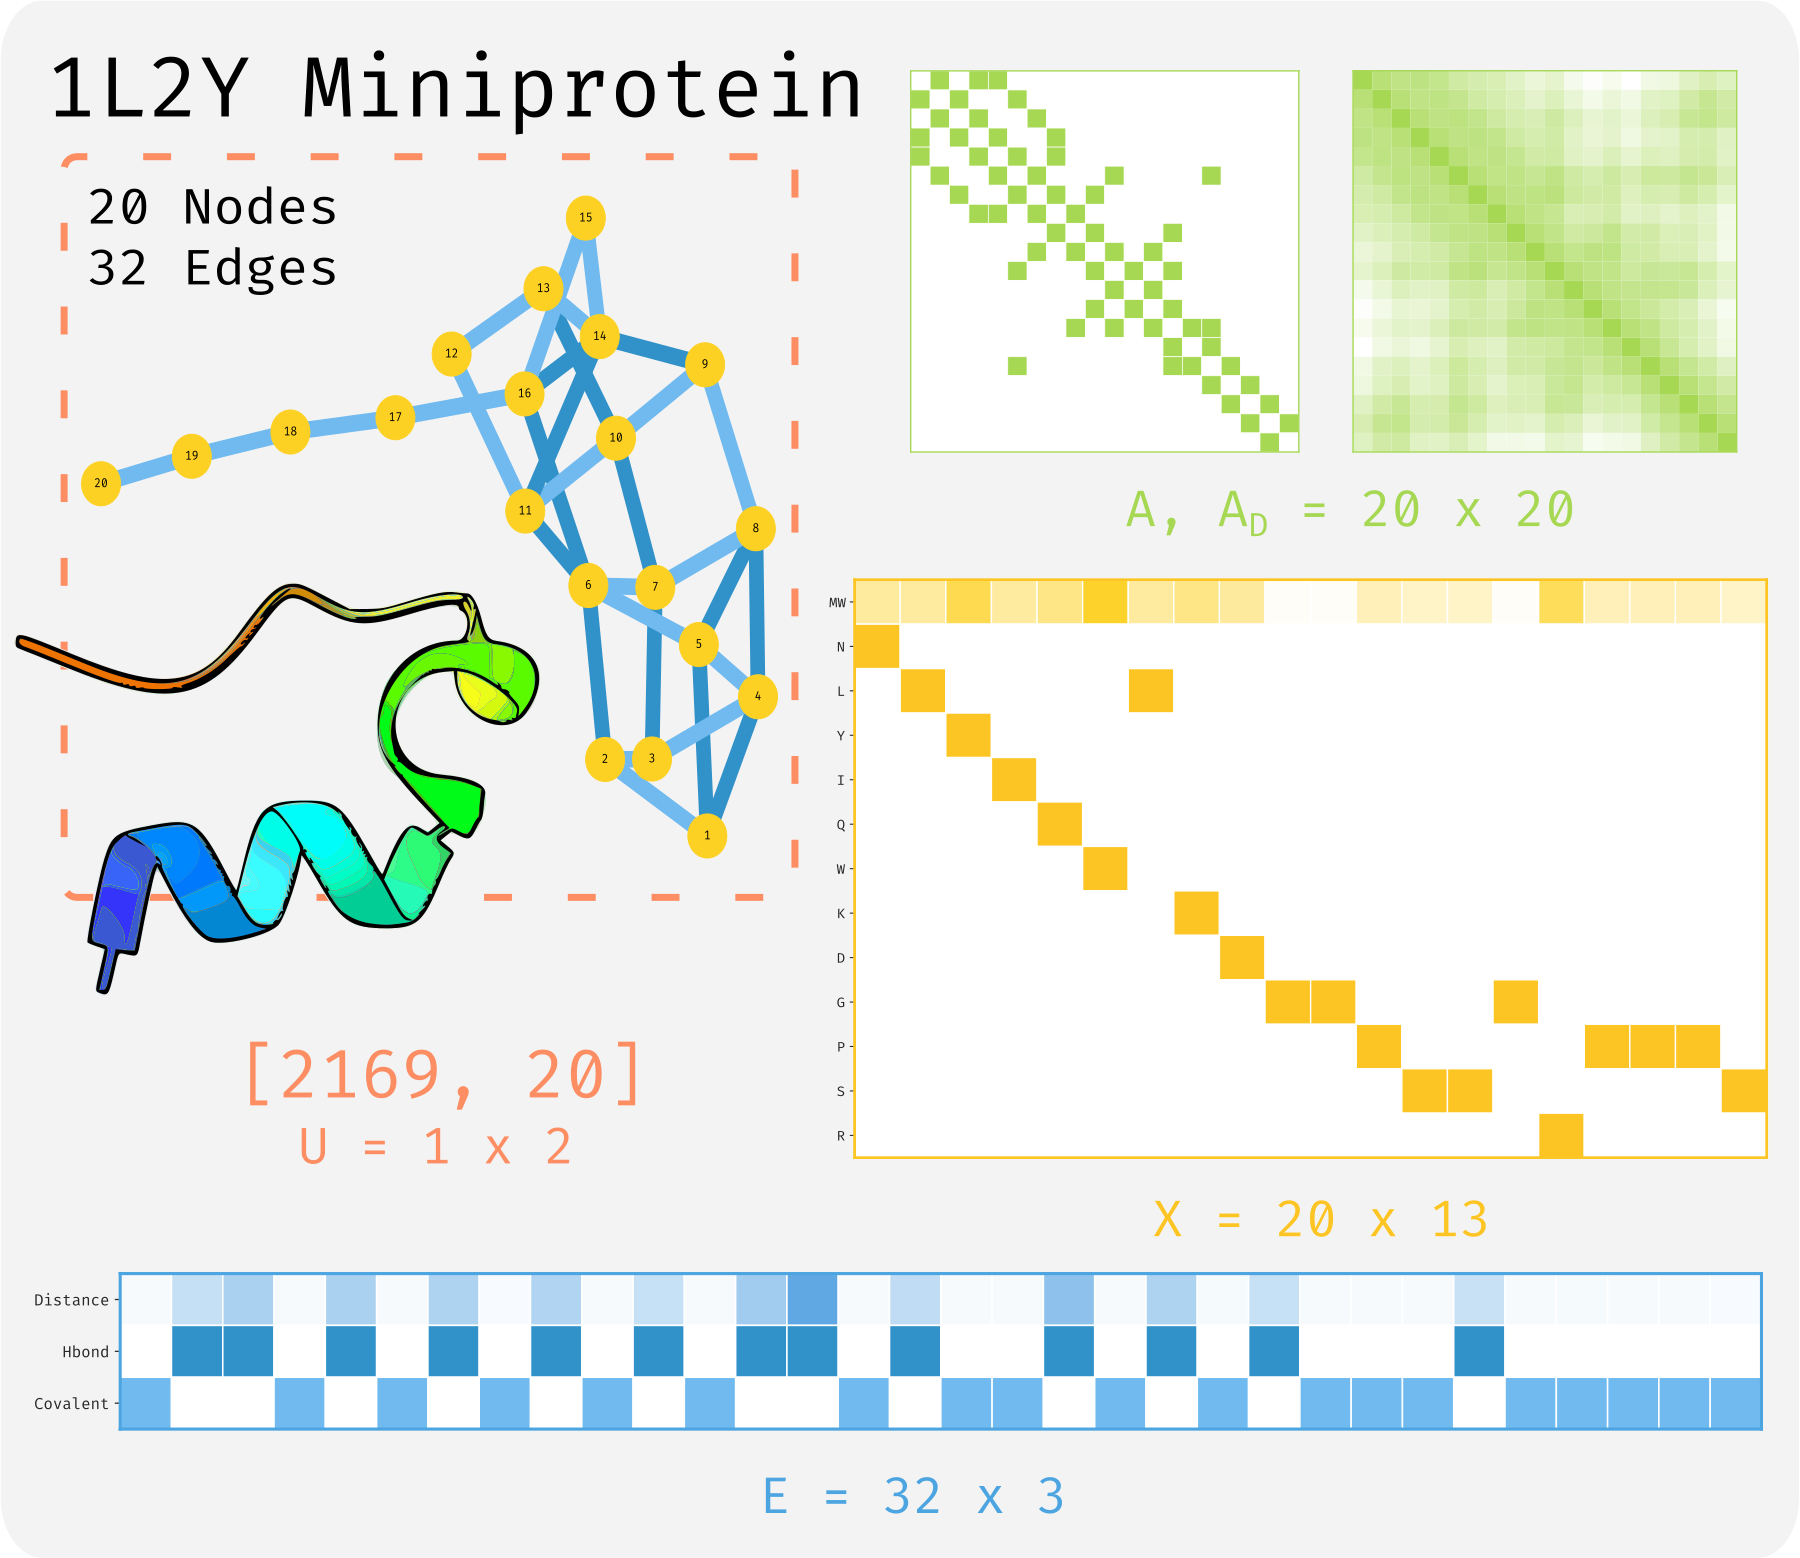 1L2Y Miniprotein
20 Nodes
32 Edges
15
13
14
12
9
16
17
10
18
19
20
11
8
6
7
5
4
2
3
1
[2169, 20]
U = 1 x 2
A, A_D = 20 x 20
MW
N
L
Y
I
Q
W
K
D
G
P
S
R
X = 20 x 13
Distance
Hbond
Covalent
E = 32 x 3